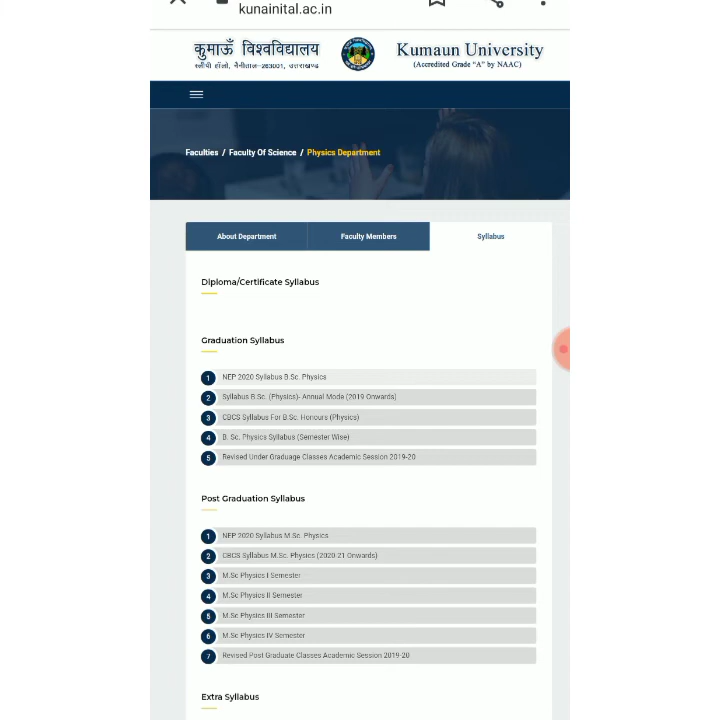 kunainital.ac.in
कुमाऊँ विश्वविद्यालय
स्लीपी हॉलो, नैनीताल-263001, उत्तराखण्ड
Kumaun University
(Accredited Grade "A" by NAAC)
Faculties / Faculty Of Science / Physics Department
About Department
Faculty Members
Syllabus
Diploma/Certificate Syllabus
Graduation Syllabus
1 NEP 2020 Syllabus B.Sc. Physics
2 Syllabus B.Sc. (Physics)- Annual Mode (2019 Onwards)
3 CBCS Syllabus For B.Sc. Honours (Physics)
4 B. Sc. Physics Syllabus (Semester Wise)
5 Revised Under Graduage Classes Academic Session 2019-20
Post Graduation Syllabus
1 NEP 2020 Syllabus M.Sc. Physics
2 CBCS Syllabus M.Sc. Physics (2020-21 Onwards)
3 M.Sc Physics I Semester
4 M.Sc Physics II Semester
5 M.Sc Physics III Semester
6 M.Sc Physics IV Semester
7 Revised Post Graduate Classes Academic Session 2019-20
Extra Syllabus